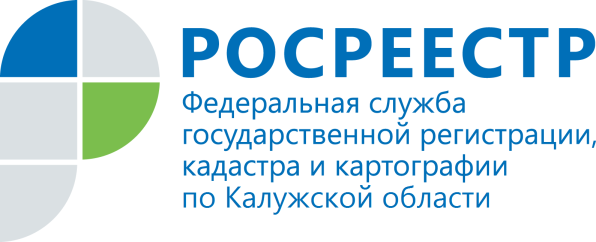 РОСРЕЕСТР
Федеральная служба
государственной регистрации,
кадастра и картографии
по Калужской области